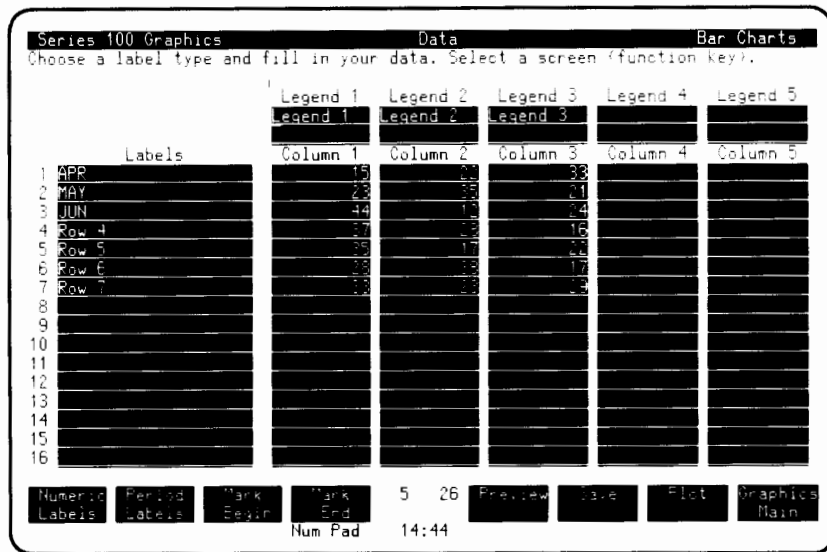 Series 100 Graphics Data Bar Charts
Choose a label type and fill in your data. Select a screen (function key).
Legend 1 Legend 2 Legend 3 Legend 4 Legend 5
Legend 1 Legend 2 Legend 3
Labels Column 1 Column 2 Column 3 Column 4 Column 5
1 APR 15 33
2 MAY 23 35 21
3 JUN 44 24
4 Row 4 37 16
5 Row 5 35 17 22
6 Row 6 17
7 Row 7
8
9
10
11
12
13
14
15
16
Numeric Period Mark Mark 5 26 Preview Save Plot Graphics
Labels Labels Begin End Main
Num Pad 14:44